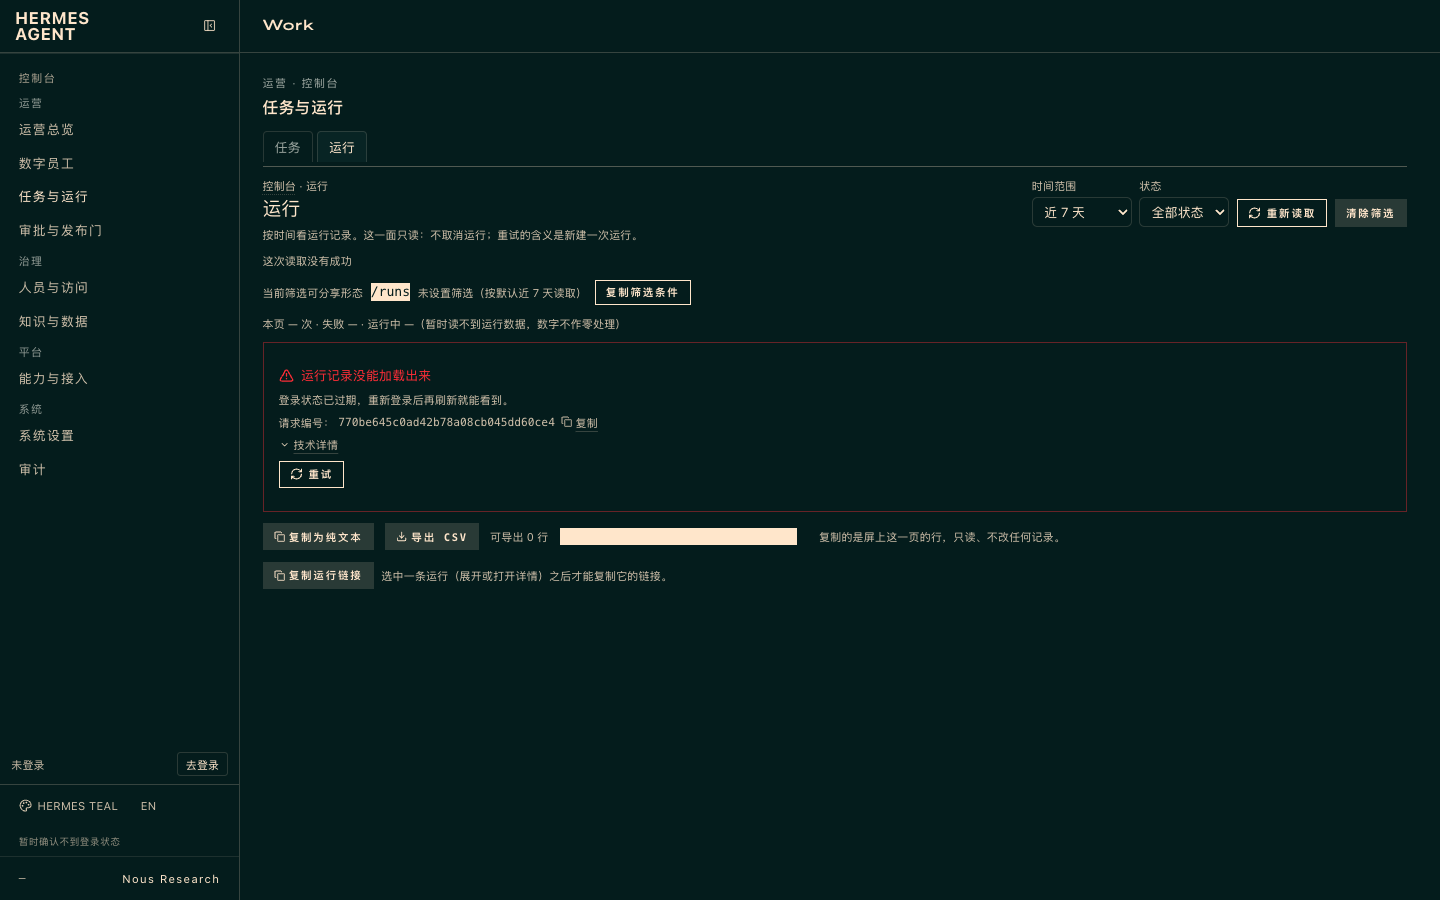 HERMES
AGENT
控制台
运营
运营总览
数字员工
任务与运行
审批与发布门
治理
人员与访问
知识与数据
平台
能力与接入
系统
系统设置
审计
未登录
去登录
HERMES TEAL
EN
暂时确认不到登录状态
—
Nous Research
Work
运营 · 控制台
任务与运行
任务
运行
控制台 · 运行
运行
按时间看运行记录。这一面只读：不取消运行；重试的含义是新建一次运行。
时间范围
近 7 天
状态
全部状态
重新读取
清除筛选
这次读取没有成功
当前筛选可分享形态 /runs 未设置筛选（按默认近 7 天读取） 复制筛选条件
本页 — 次 · 失败 — · 运行中 —（暂时读不到运行数据，数字不作零处理）
运行记录没能加载出来
登录状态已过期，重新登录后再刷新就能看到。
请求编号： 770be645c0ad42b78a08cb045dd60ce4 复制
技术详情
重试
复制为纯文本 导出 CSV 可导出 0 行 复制的是屏上这一页的行，只读、不改任何记录。
复制运行链接 选中一条运行（展开或打开详情）之后才能复制它的链接。